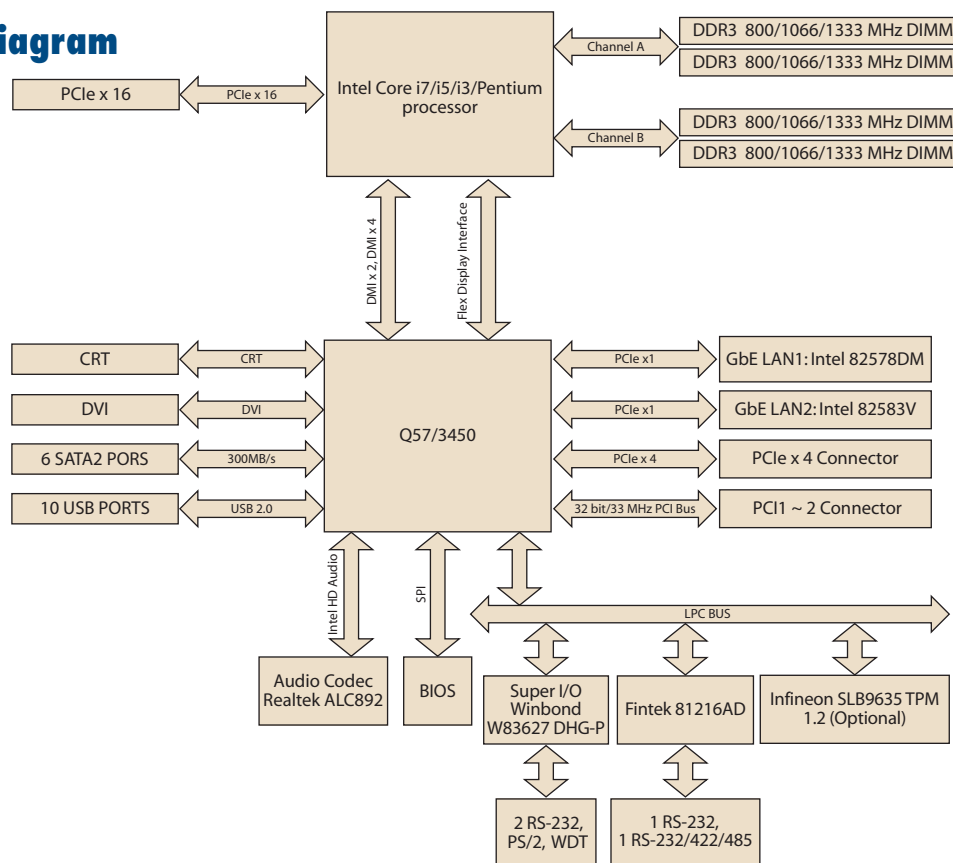 iagram
DDR3 800/1066/1333 MHz DIMM
Channel A
DDR3 800/1066/1333 MHz DIMM
PCIe x 16
PCIe x 16
Intel Core i7/i5/i3/Pentium
processor
DDR3 800/1066/1333 MHz DIMM
Channel B
DDR3 800/1066/1333 MHz DIMM
DMI x 2, DMI x 4
Flex Display Interface
CRT
CRT
PCIe x1
GbE LAN1: Intel 82578DM
DVI
DVI
PCIe x1
GbE LAN2: Intel 82583V
Q57/3450
6 SATA2 PORS
300MB/s
PCIe x 4
PCIe x 4 Connector
10 USB PORTS
USB 2.0
32 bit/33 MHz PCI Bus
PCI1 ~ 2 Connector
Intel HD Audio
SPI
LPC BUS
Audio Codec
Realtek ALC892
BIOS
Super I/O
Winbond
W83627 DHG-P
Fintek 81216AD
Infineon SLB9635 TPM
1.2 (Optional)
2 RS-232,
PS/2, WDT
1 RS-232,
1 RS-232/422/485